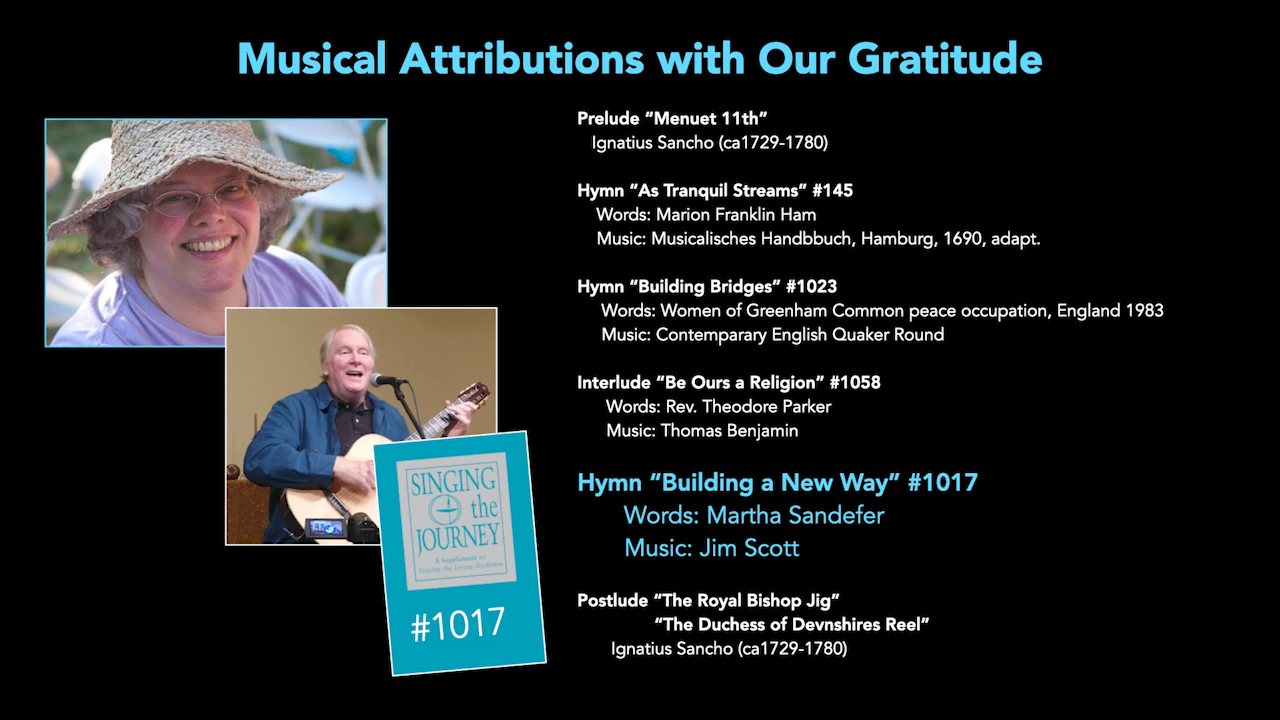 Musical Attributions with Our Gratitude
Prelude “Menuet 11th”
Ignatius Sancho (ca1729-1780)
Hymn “As Tranquil Streams” #145
Words: Marion Franklin Ham
Music: Musicalisches Handbbuch, Hamburg, 1690, adapt.
Hymn “Building Bridges” #1023
Words: Women of Greenham Common peace occupation, England 1983
Music: Contemparary English Quaker Round
Interlude “Be Ours a Religion” #1058
Words: Rev. Theodore Parker
Music: Thomas Benjamin
Hymn “Building a New Way” #1017
Words: Martha Sandefer
Music: Jim Scott
Postlude “The Royal Bishop Jig”
“The Duchess of Devnshires Reel”
Ignatius Sancho (ca1729-1780)
SINGING
the
JOURNEY
A Supplement to
Singing the Living Tradition
#1017